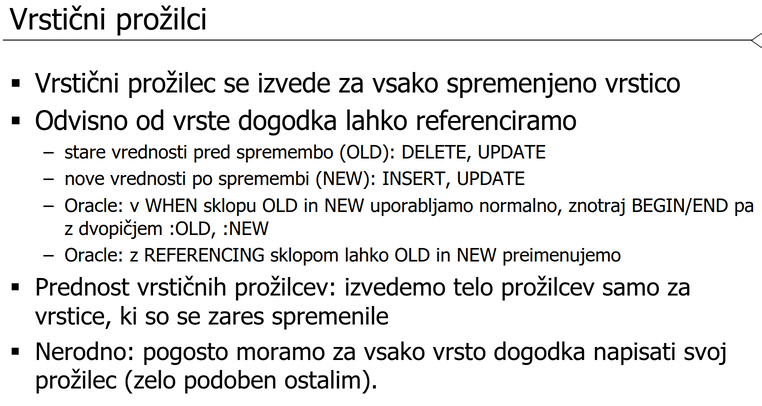 Vrstični prožilci
▪ Vrstični prožilec se izvede za vsako spremenjeno vrstico
▪ Odvisno od vrste dogodka lahko referenciramo
– stare vrednosti pred spremembo (OLD): DELETE, UPDATE
– nove vrednosti po spremembi (NEW): INSERT, UPDATE
– Oracle: v WHEN sklopu OLD in NEW uporabljamo normalno, znotraj BEGIN/END pa
z dvopičjem :OLD, :NEW
– Oracle: z REFERENCING sklopom lahko OLD in NEW preimenujemo
▪ Prednost vrstičnih prožilcev: izvedemo telo prožilcev samo za
vrstice, ki so se zares spremenile
▪ Nerodno: pogosto moramo za vsako vrsto dogodka napisati svoj
prožilec (zelo podoben ostalim).